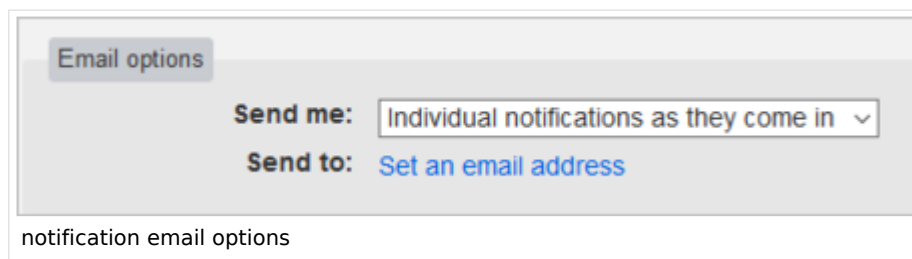 Email options
Send me: Individual notifications as they come in
Send to: Set an email address
notification email options